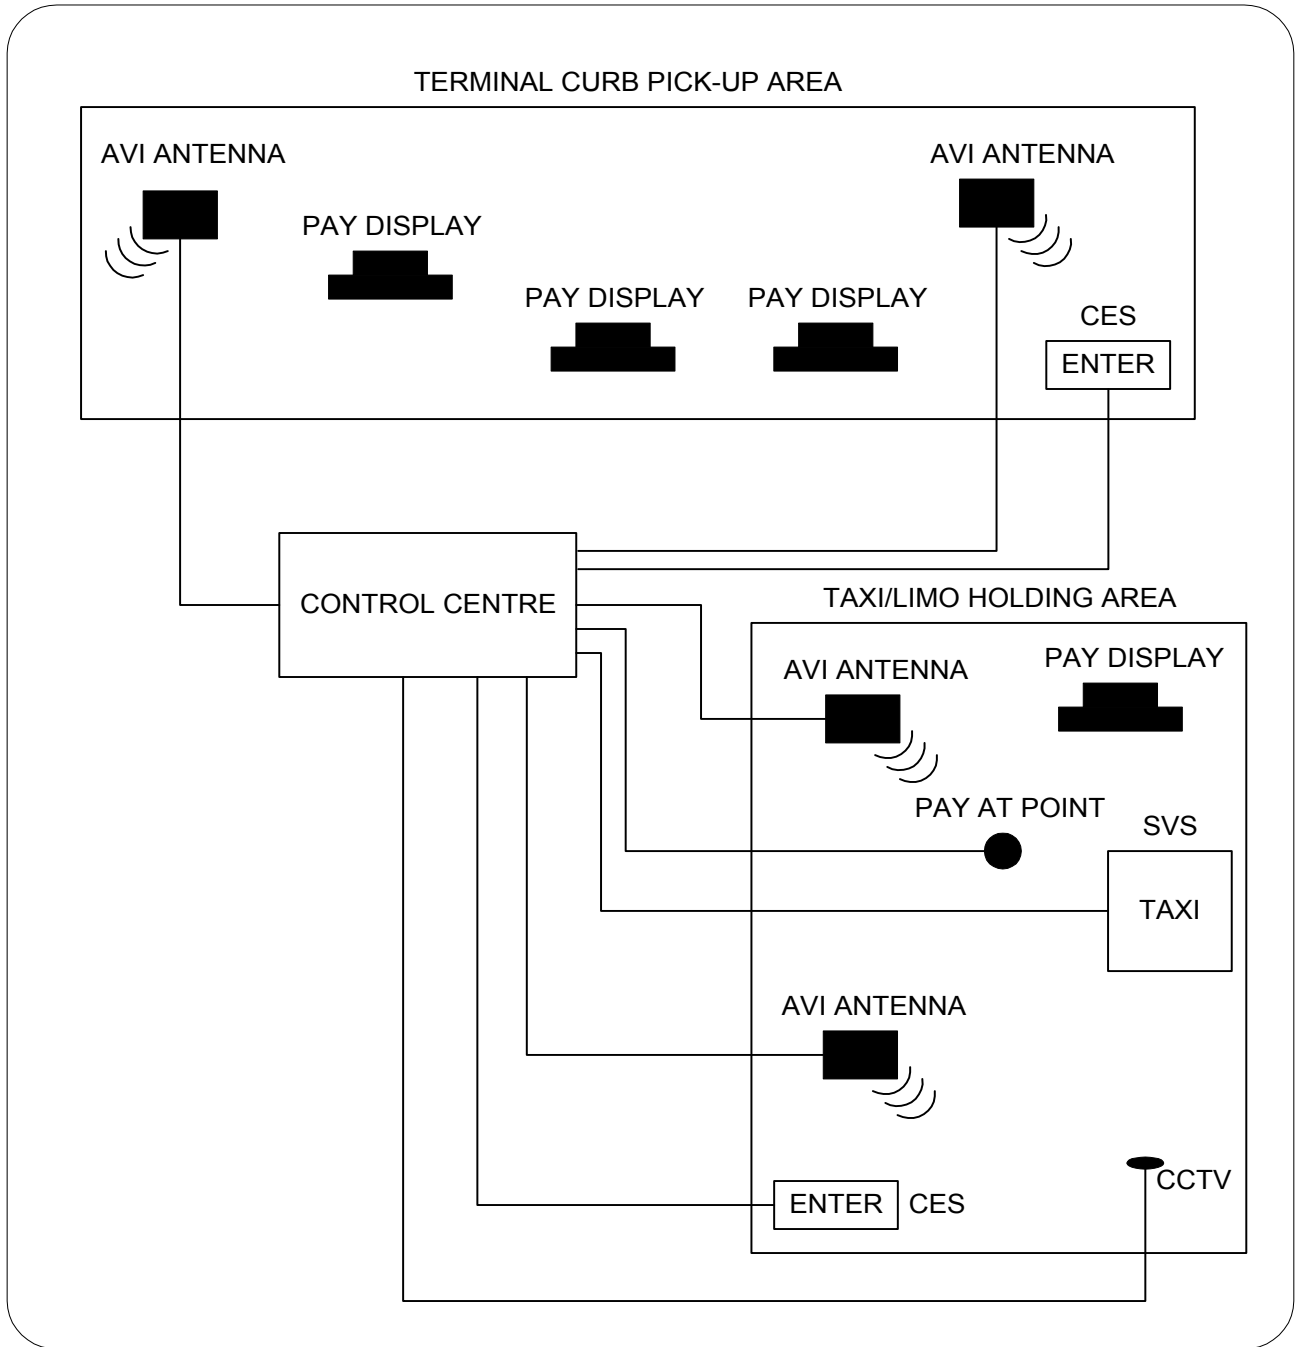 TERMINAL CURB PICK-UP AREA
AVI ANTENNA
AVI ANTENNA
PAY DISPLAY
PAY DISPLAY
PAY DISPLAY
CES
ENTER
CONTROL CENTRE
TAXI/LIMO HOLDING AREA
AVI ANTENNA
PAY DISPLAY
PAY AT POINT
SVS
TAXI
AVI ANTENNA
CCTV
ENTER
CES